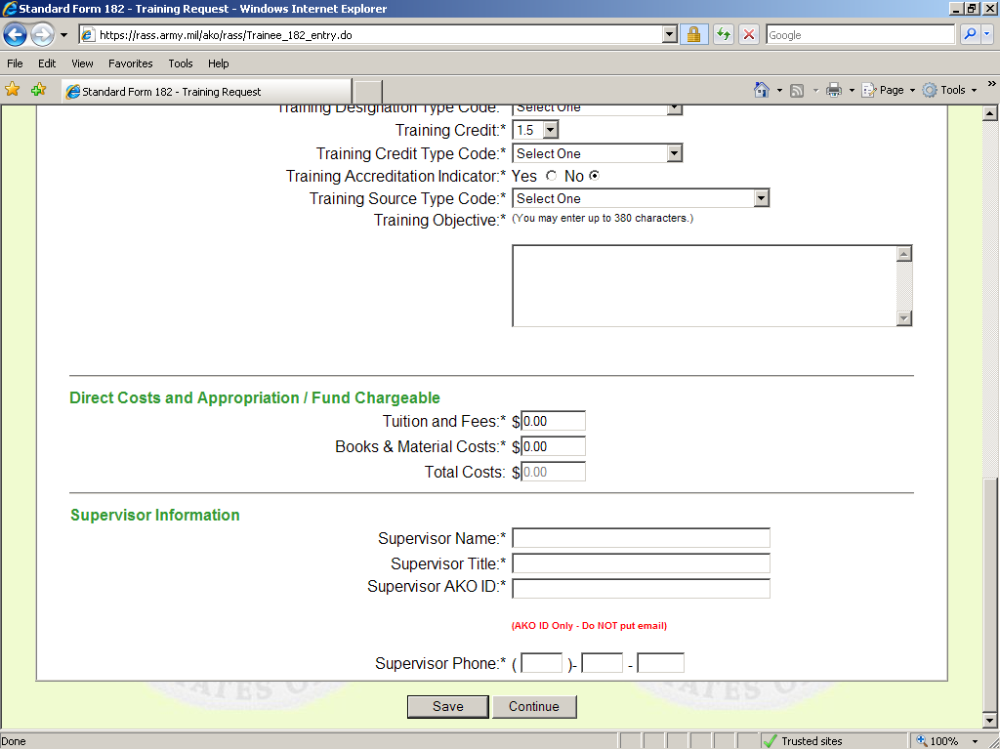 Standard Form 182 - Training Request - Windows Internet Explorer
https://rass.army.mil/ako/rass/Trainee_182_entry.do
Google
File Edit View Favorites Tools Help
Standard Form 182 - Training Request
Page Tools »
Training Designation Type Code:* Select One
Training Credit:* 1.5
Training Credit Type Code:* Select One
Training Accreditation Indicator:* Yes No
Training Source Type Code:* Select One
Training Objective:* (You may enter up to 380 characters.)
Direct Costs and Appropriation / Fund Chargeable
Tuition and Fees:* $0.00
Books & Material Costs:* $0.00
Total Costs: $0.00
Supervisor Information
Supervisor Name:*
Supervisor Title:*
Supervisor AKO ID:*
(AKO ID Only - Do NOT put email)
Supervisor Phone:* ( )- -
Save Continue
Done Trusted sites 100%